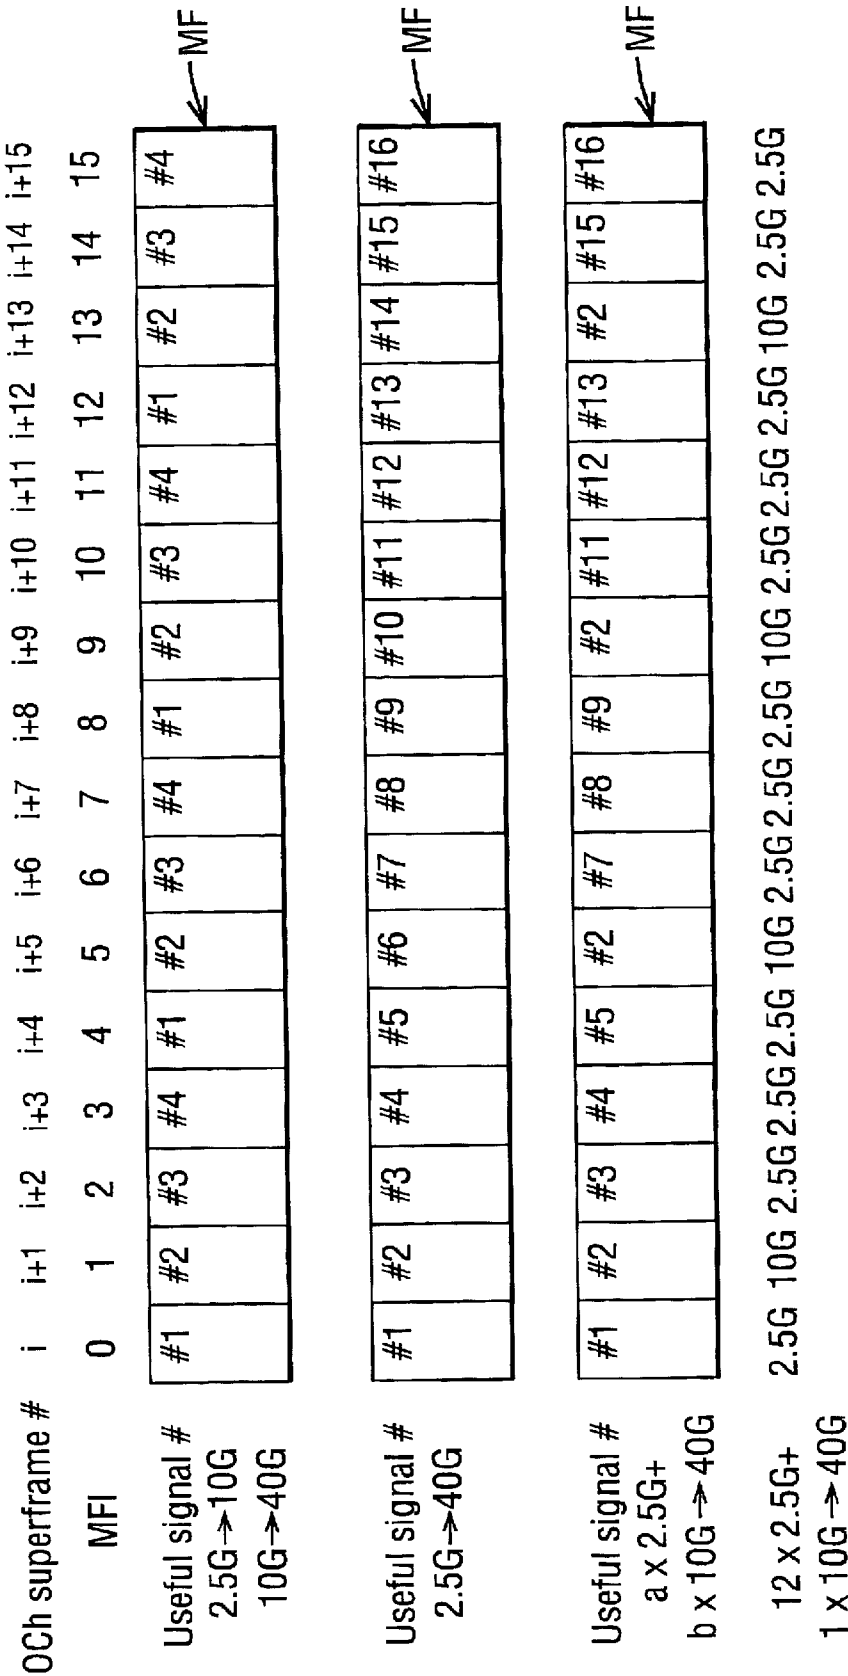 OCh superframe # i i+1 i+2 i+3 i+4 i+5 i+6 i+7 i+8 i+9 i+10 i+11 i+12 i+13 i+14 i+15
MFI 0 1 2 3 4 5 6 7 8 9 10 11 12 13 14 15
Useful signal # #1 #2 #3 #4 #1 #2 #3 #4 #1 #2 #3 #4 #1 #2 #3 #4
2.5G→10G
10G→40G
MF
Useful signal # #1 #2 #3 #4 #5 #6 #7 #8 #9 #10 #11 #12 #13 #14 #15 #16
2.5G→40G
MF
Useful signal # #1 #2 #3 #4 #5 #2 #7 #8 #9 #2 #11 #12 #13 #2 #15 #16
a x 2.5G+
b x 10G→40G
MF
2.5G 10G 2.5G 2.5G 2.5G 10G 2.5G 2.5G 2.5G 10G 2.5G 2.5G 2.5G 10G 2.5G 2.5G
12 x 2.5G+
1 x 10G→40G